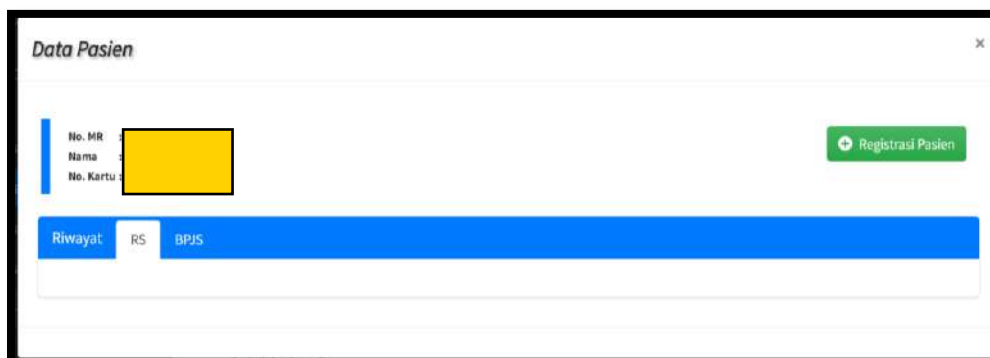 Data Pasien
×
No. MR :
Nama :
No. Kartu :
Registrasi Pasien
Riwayat RS BPJS